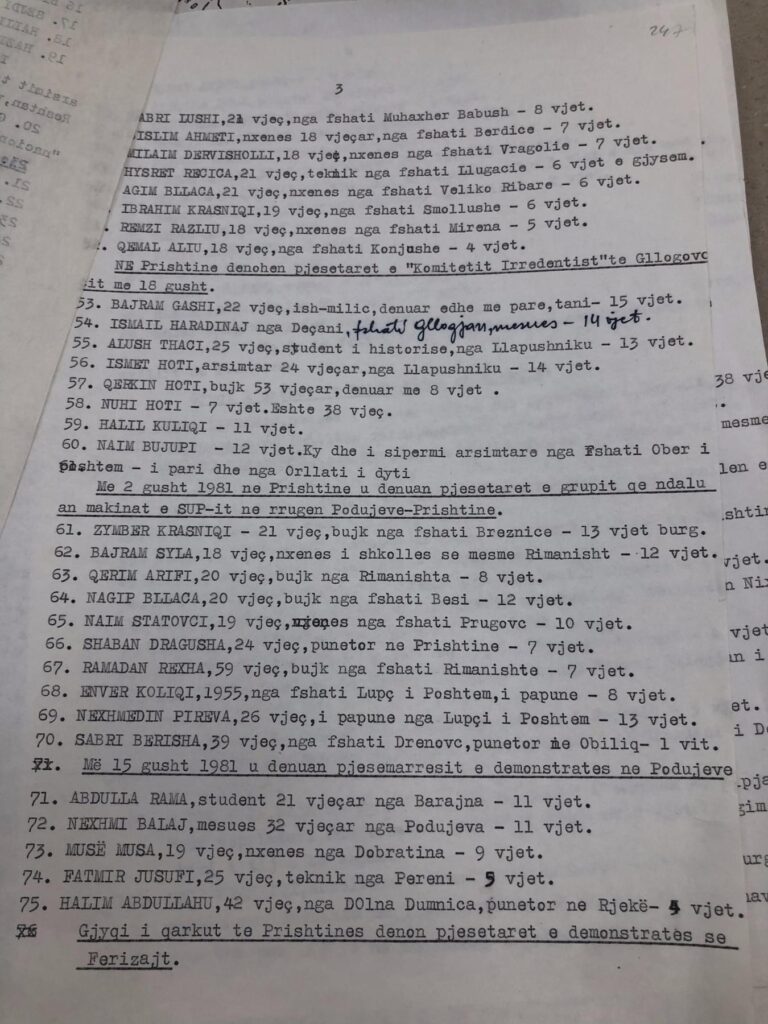 247
3
ABRI LUSHI,21 vjeç,nga fshati Muhaxher Babush - 8 vjet.
ISLIM AHMETI,nxenes 18 vjeçar,nga fshati Berdice - 7 vjet.
MILAIM DERVISHOLLI,18 vjeç,nxenes nga fshati Vragolie - 7 vjet.
HYSRET RECICA,21 vjeç,teknik nga fshati Llugacie - 6 vjet e gjysem.
AGIM BLLACA,21 vjeç,nxenes nga fshati Veliko Ribare - 6 vjet.
IBRAHIM KRASNIQI,19 vjeç,nga fshati Smollushe - 6 vjet.
REMZI RAZLIU,18 vjeç,nxenes nga fshati Mirena - 5 vjet.
. QEMAL ALIU,18 vjeç,nga fshati Konjushe - 4 vjet.
NE Prishtine denohen pjesetaret e "Komitetit Irredentist"te Gllogovc
it me 18 gusht.
53. BAJRAM GASHI,22 vjeç,ish-milic,denuar edhe me pare,tani- 15 vjet.
54. ISMAIL HARADINAJ nga Deçani,fshati Gllogjan,mesues - 14 vjet.
55. ALUSH THACI,25 vjeç,student i historise,nga Llapushniku - 13 vjet.
56. ISMET HOTI,arsimtar 24 vjeçar,nga Llapushniku - 14 vjet.
57. QERKIN HOTI,bujk 53 vjeçar,denuar me 8 vjet .
58. NUHI HOTI - 7 vjet.Eshte 38 vjeç.
59. HALIL KULIQI - 11 vjet.
60. NAIM BUJUPI - 12 vjet.Ky dhe i sipermi arsimtare nga Fshati Ober i
Poshtem - i pari dhe nga Orllati i dyti
Me 2 gusht 1981 ne Prishtine u denuan pjesetaret e grupit qe ndalu
an makinat e SUP-it ne rrugen Podujeve-Prishtine.
61. ZYMBER KRASNIQI - 21 vjeç,bujk nga fshati Breznice - 13 vjet burg.
62. BAJRAM SYLA,18 vjeç,nxenes i shkolles se mesme Rimanisht - 12 vjet.
63. QERIM ARIFI,20 vjeç,bujk nga Rimanishta - 8 vjet.
64. NAGIP BLLACA,20 vjeç,bujk nga fshati Besi - 12 vjet.
65. NAIM STATOVCI,19 vjeç,nxenes nga fshati Prugovc - 10 vjet.
66. SHABAN DRAGUSHA,24 vjeç,punetor ne Prishtine - 7 vjet.
67. RAMADAN REXHA,59 vjeç,bujk nga fshati Rimanishte - 7 vjet.
68. ENVER KOLIQI,1955,nga fshati Lupç i Poshtem,i papune - 8 vjet.
69. NEXHMEDIN PIREVA,26 vjeç,i papune nga Lupçi i Poshtem - 13 vjet.
70. SABRI BERISHA,39 vjeç,nga fshati Drenovc,punetor ne Obiliq- 1 vit.
71. Më 15 gusht 1981 u denuan pjesemarresit e demonstrates ne Podujeve
71. ABDULLA RAMA,student 21 vjeçar nga Barajna - 11 vjet.
72. NEXHMI BALAJ,mesues 32 vjeçar nga Podujeva - 11 vjet.
73. MUSË MUSA,19 vjeç,nxenes nga Dobratina - 9 vjet.
74. FATMIR JUSUFI,25 vjeç,teknik nga Pereni - 5 vjet.
75. HALIM ABDULLAHU,42 vjeç,nga DOlna Dumnica,punetor ne Rjekë- 4 vjet.
76 Gjyqi i qarkut te Prishtines denon pjesetaret e demonstrates se
Ferizajt.
38 vje
mesme
len e
shtin
vjet.
n Nix
vjet
an i
et.
i De
-pja
gim
urg